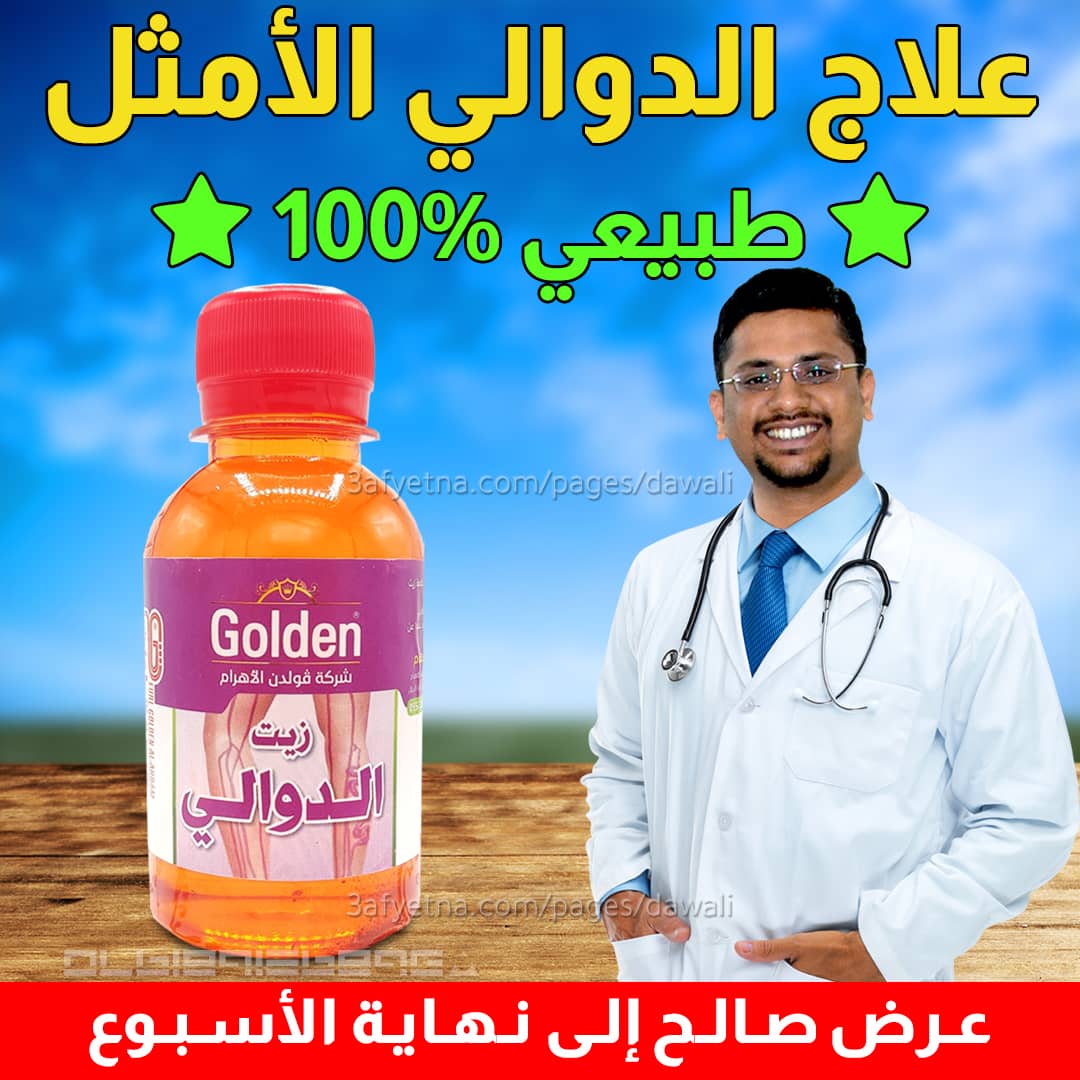 علاج الدوالي الأمثل
طبيعي 100%
3afyetna.com/pages/dawali
Golden®
شركة ڤولدن الأهرام
زيت
الدوالي
3afyetna.com/pages/dawali
عرض صالح إلى نهاية الأسبوع